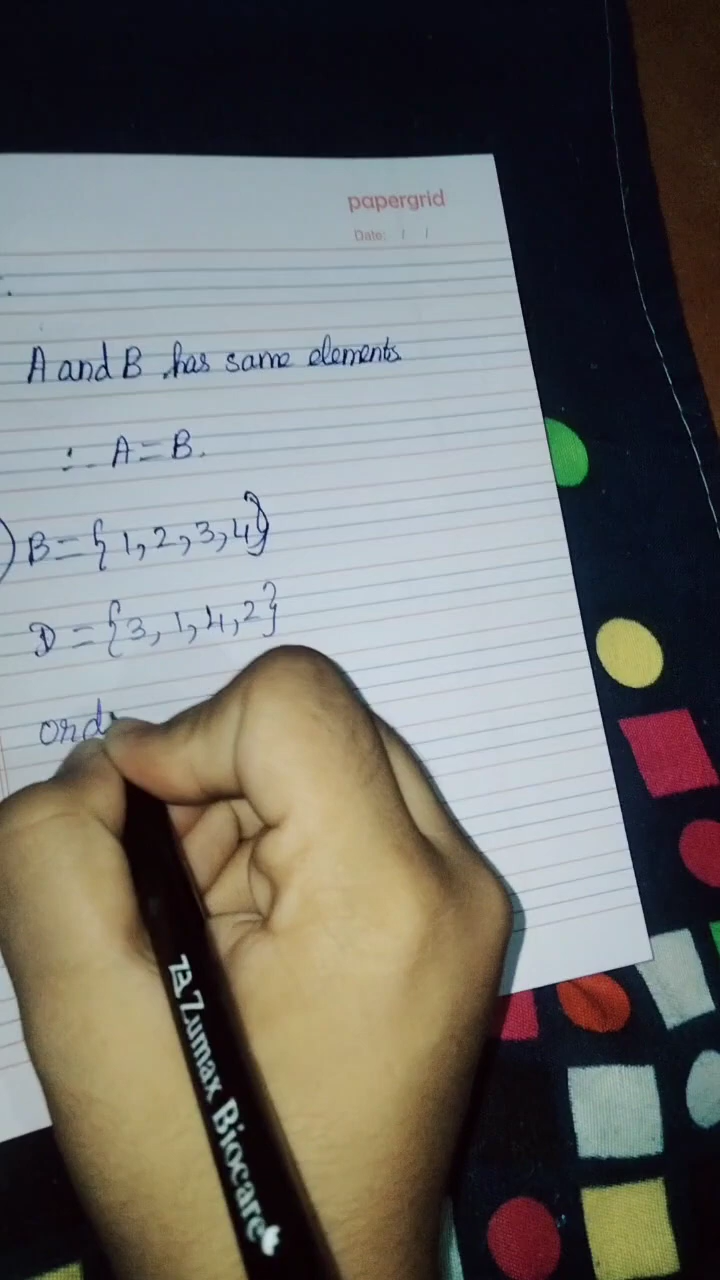 papergrid
Date: / /
A and B has same elements
∴ A = B.
) B = {1, 2, 3, 4}
D = {3, 1, 4, 2}
ord
Zumax Biocare